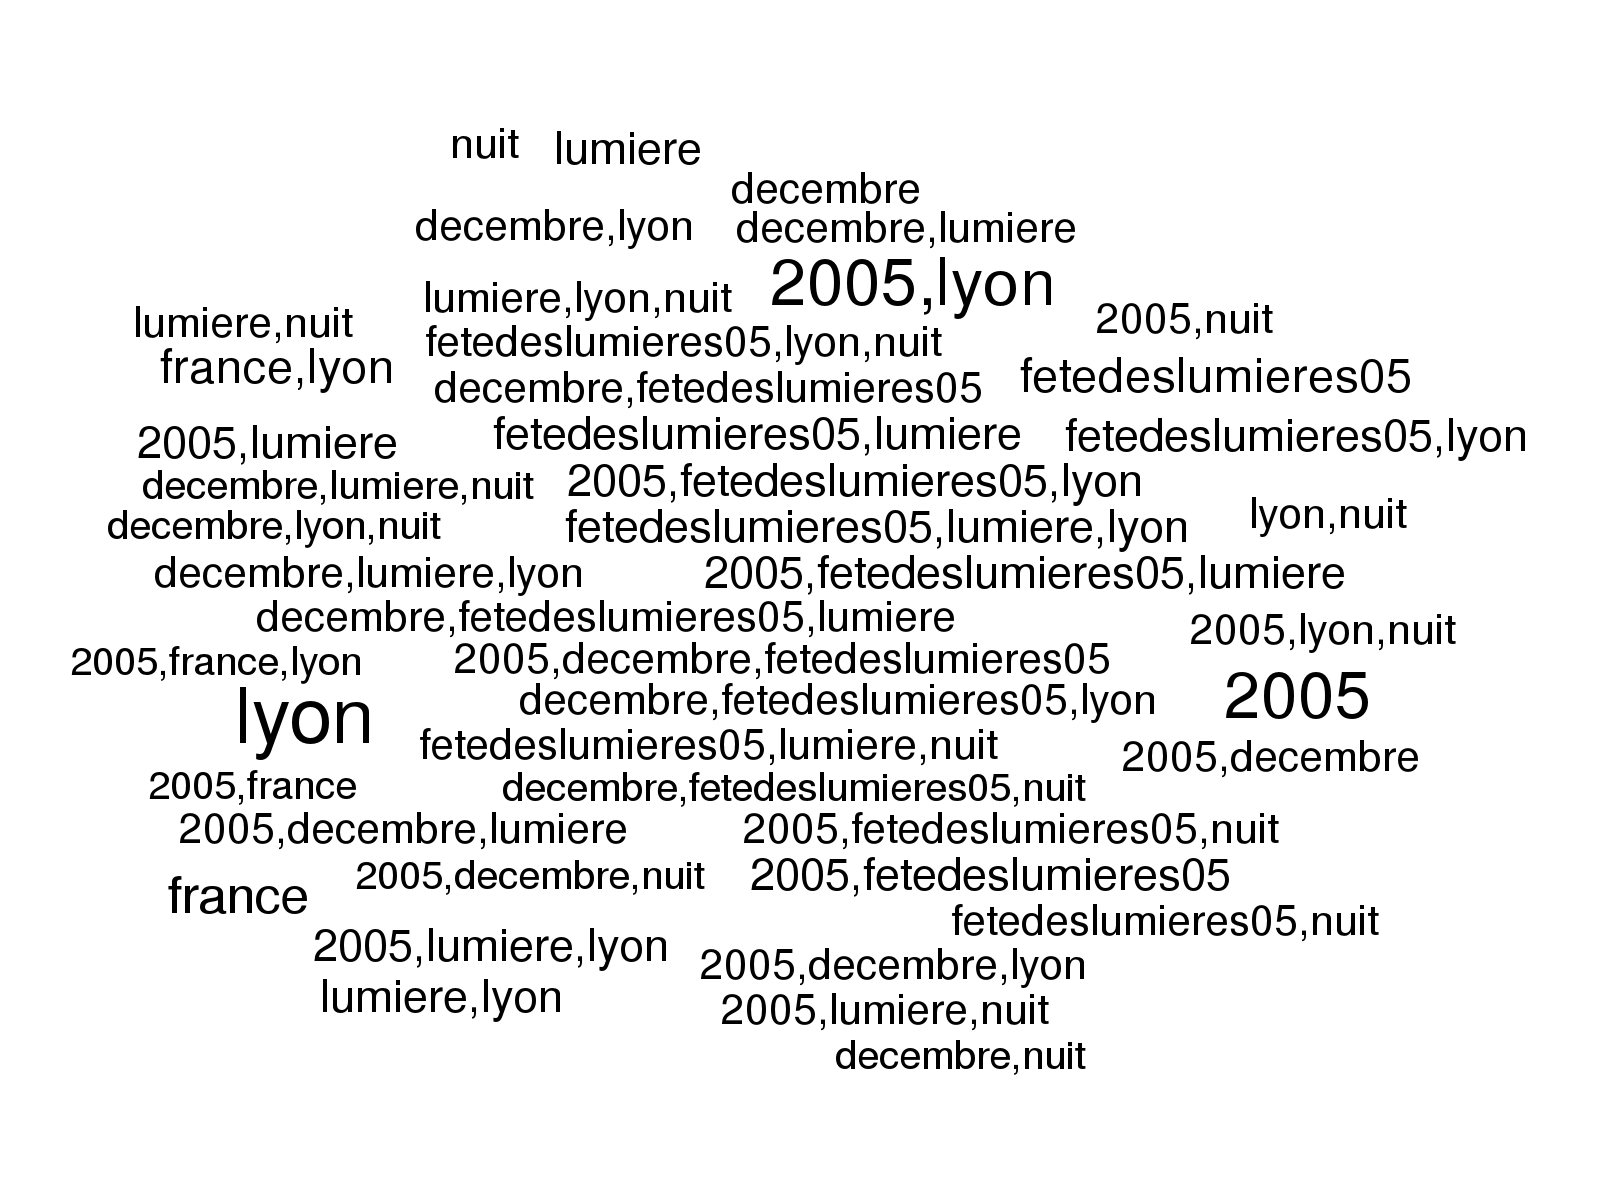 nuit lumiere
decembre
decembre,lyon decembre,lumiere
lumiere,lyon,nuit 2005,lyon
lumiere,nuit 2005,nuit
fetedeslumieres05,lyon,nuit
france,lyon fetedeslumieres05
decembre,fetedeslumieres05
2005,lumiere fetedeslumieres05,lumiere fetedeslumieres05,lyon
decembre,lumiere,nuit 2005,fetedeslumieres05,lyon
decembre,lyon,nuit fetedeslumieres05,lumiere,lyon lyon,nuit
decembre,lumiere,lyon 2005,fetedeslumieres05,lumiere
decembre,fetedeslumieres05,lumiere 2005,lyon,nuit
2005,france,lyon 2005,decembre,fetedeslumieres05
lyon decembre,fetedeslumieres05,lyon 2005
fetedeslumieres05,lumiere,nuit 2005,decembre
2005,france decembre,fetedeslumieres05,nuit
2005,decembre,lumiere 2005,fetedeslumieres05,nuit
france 2005,decembre,nuit 2005,fetedeslumieres05
fetedeslumieres05,nuit
2005,lumiere,lyon 2005,decembre,lyon
lumiere,lyon 2005,lumiere,nuit
decembre,nuit